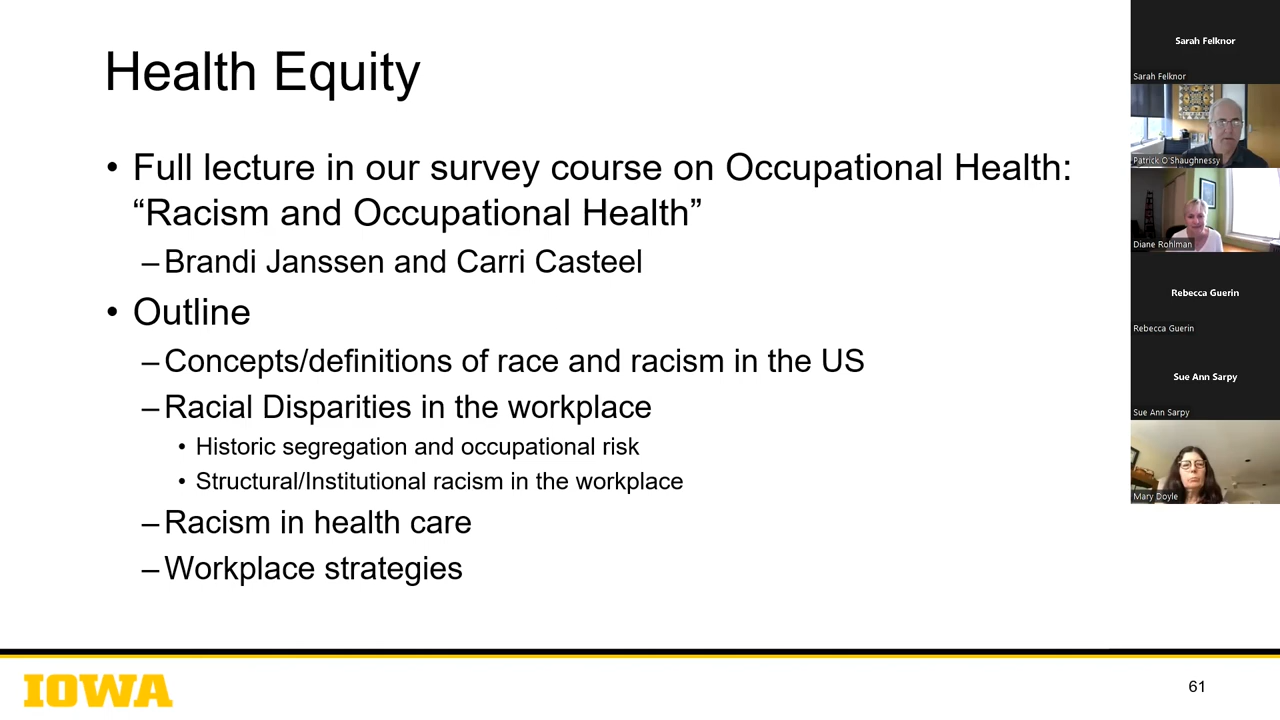 Health Equity
• Full lecture in our survey course on Occupational Health:
“Racism and Occupational Health”
–Brandi Janssen and Carri Casteel
• Outline
–Concepts/definitions of race and racism in the US
–Racial Disparities in the workplace
• Historic segregation and occupational risk
• Structural/Institutional racism in the workplace
–Racism in health care
–Workplace strategies
IOWA
61
Sarah Felknor
Sarah Felknor
Patrick O'Shaughnessy
Diane Rohlman
Rebecca Guerin
Rebecca Guerin
Sue Ann Sarpy
Sue Ann Sarpy
Mary Doyle